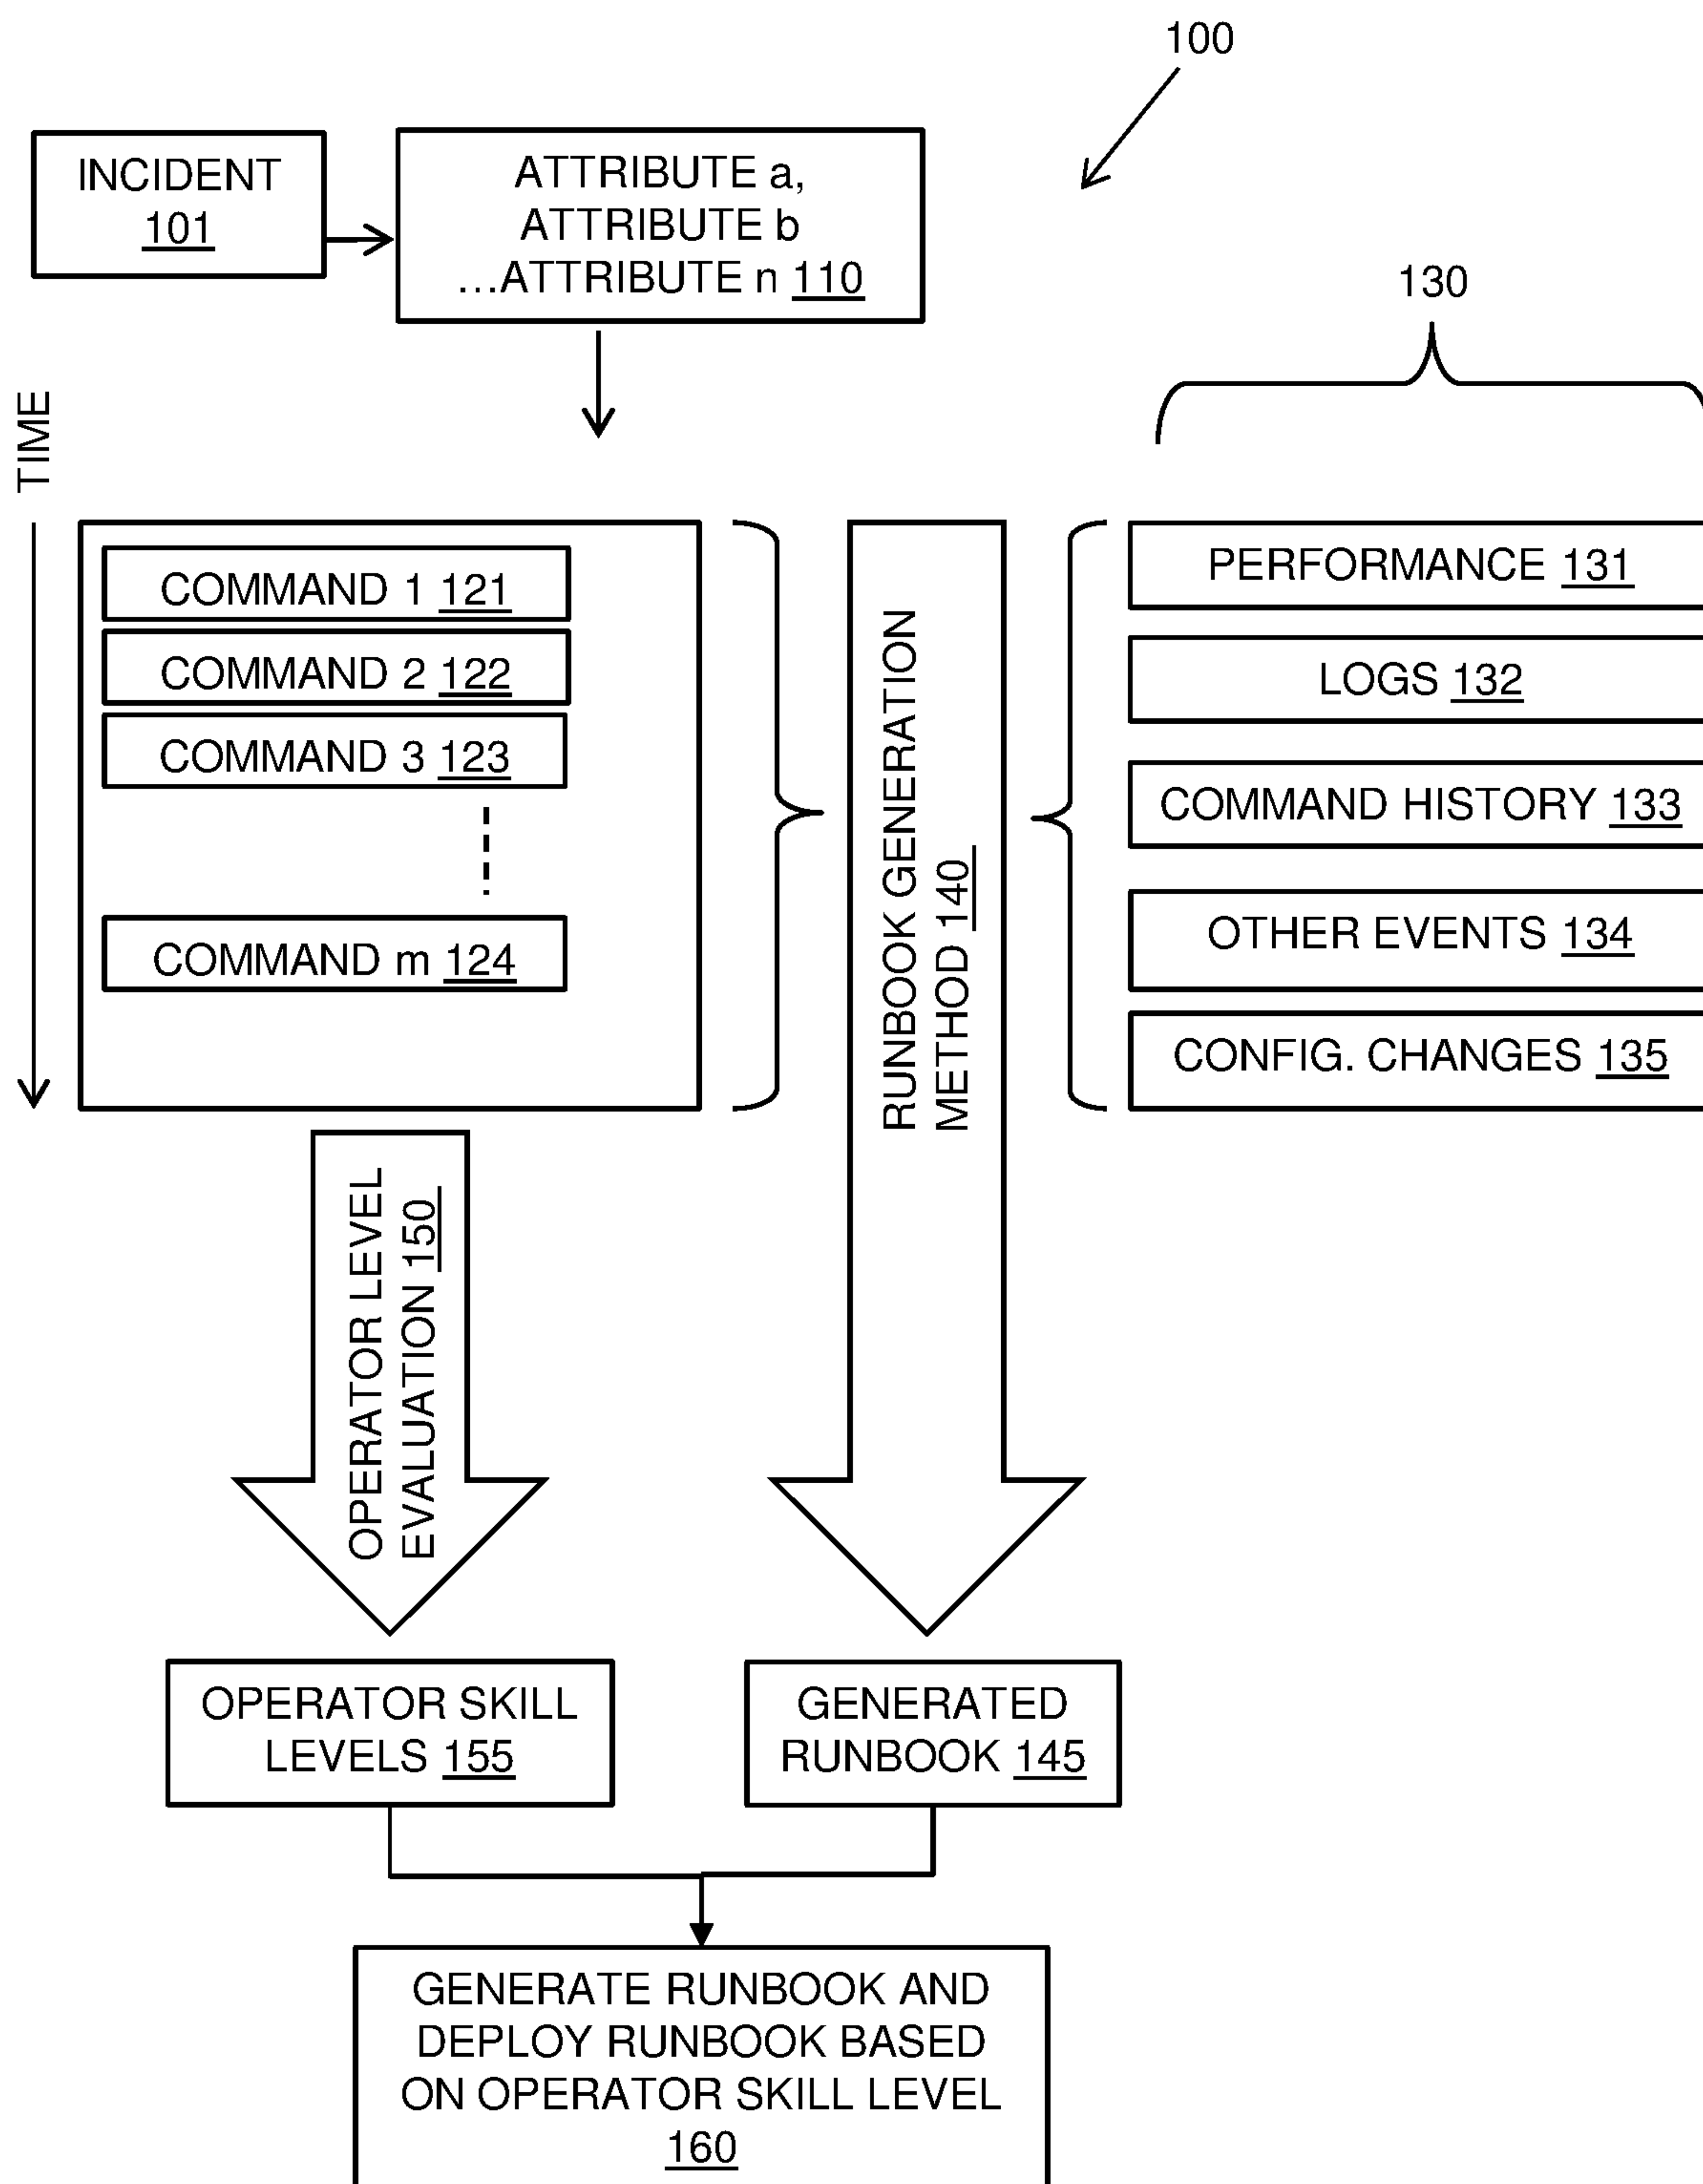 100
INCIDENT
101
ATTRIBUTE a,
ATTRIBUTE b
...ATTRIBUTE n 110
130
TIME
COMMAND 1 121
COMMAND 2 122
COMMAND 3 123
COMMAND m 124
RUNBOOK GENERATION
METHOD 140
PERFORMANCE 131
LOGS 132
COMMAND HISTORY 133
OTHER EVENTS 134
CONFIG. CHANGES 135
OPERATOR LEVEL
EVALUATION 150
OPERATOR SKILL
LEVELS 155
GENERATED
RUNBOOK 145
GENERATE RUNBOOK AND
DEPLOY RUNBOOK BASED
ON OPERATOR SKILL LEVEL
160